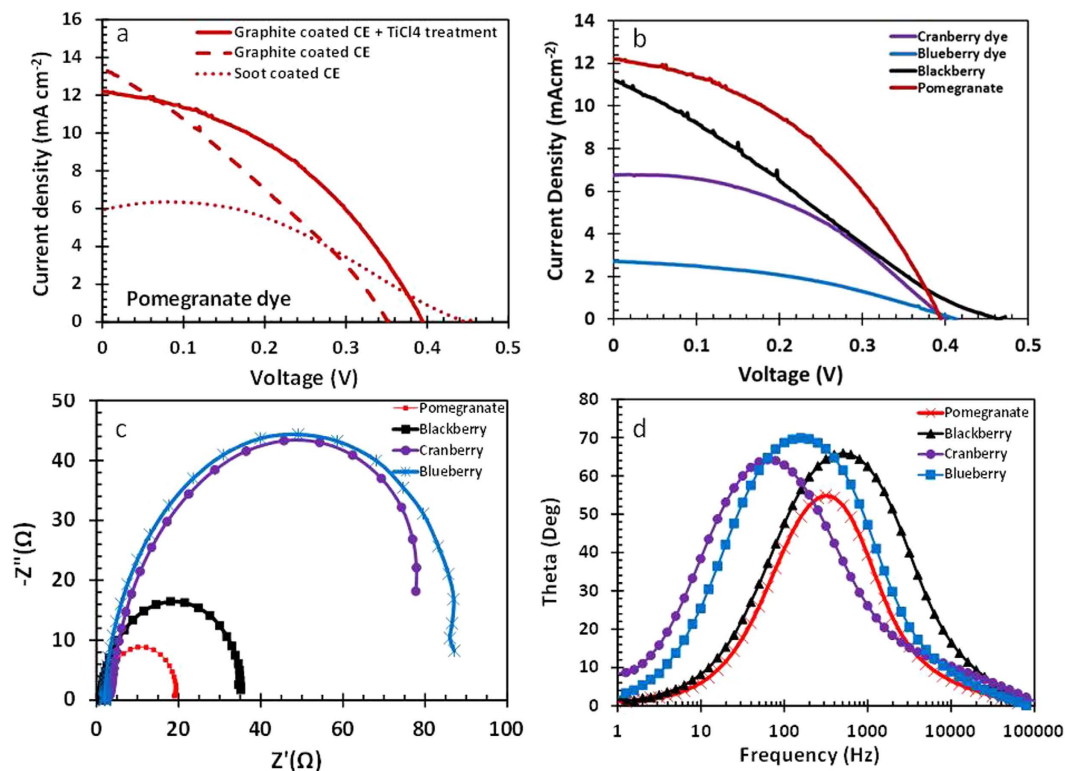 a
Graphite coated CE + TiCl4 treatment
Graphite coated CE
Soot coated CE
Pomegranate dye
Current density (mA cm-2)
16
14
12
10
8
6
4
2
0
0 0.1 0.2 0.3 0.4 0.5
Voltage (V)
b
Cranberry dye
Blueberry dye
Blackberry
Pomegranate
Current Density (mAcm-2)
14
12
10
8
6
4
2
0
0 0.1 0.2 0.3 0.4 0.5
Voltage (V)
c
Pomegranate
Blackberry
Cranberry
Blueberry
-Z''(Ω)
50
40
30
20
10
0
0 20 40 60 80 100
Z'(Ω)
d
Pomegranate
Blackberry
Cranberry
Blueberry
Theta (Deg)
80
70
60
50
40
30
20
10
0
1 10 100 1000 10000 100000
Frequency (Hz)